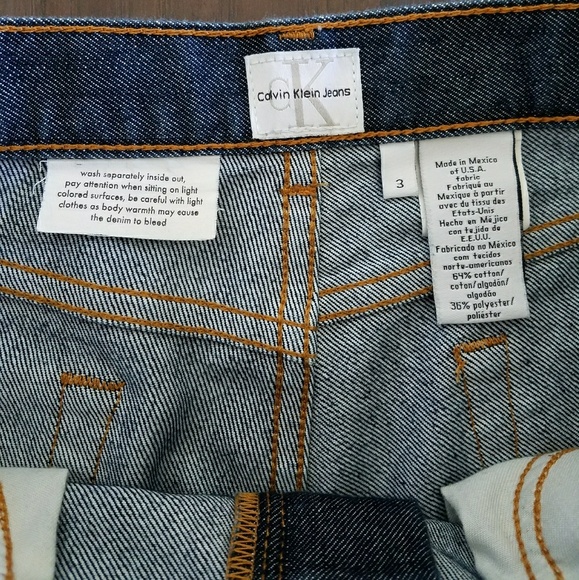 cK
Calvin Klein Jeans
wash separately inside out,
pay attention when sitting on light
colored surfaces, be careful with light
clothes as body warmth may cause
the denim to bleed
3
Made in Mexico
of U.S.A.
fabric
Fabriqué au
Mexique à partir
avec du tissu des
Etats-Unis
Hecho en Méjico
con tejida de
E.E.U.U.
Fabricado no México
com tecidos
norte-americanos
64% cotton/
coton/algodón/
algodão
36% polyester/
poliéster